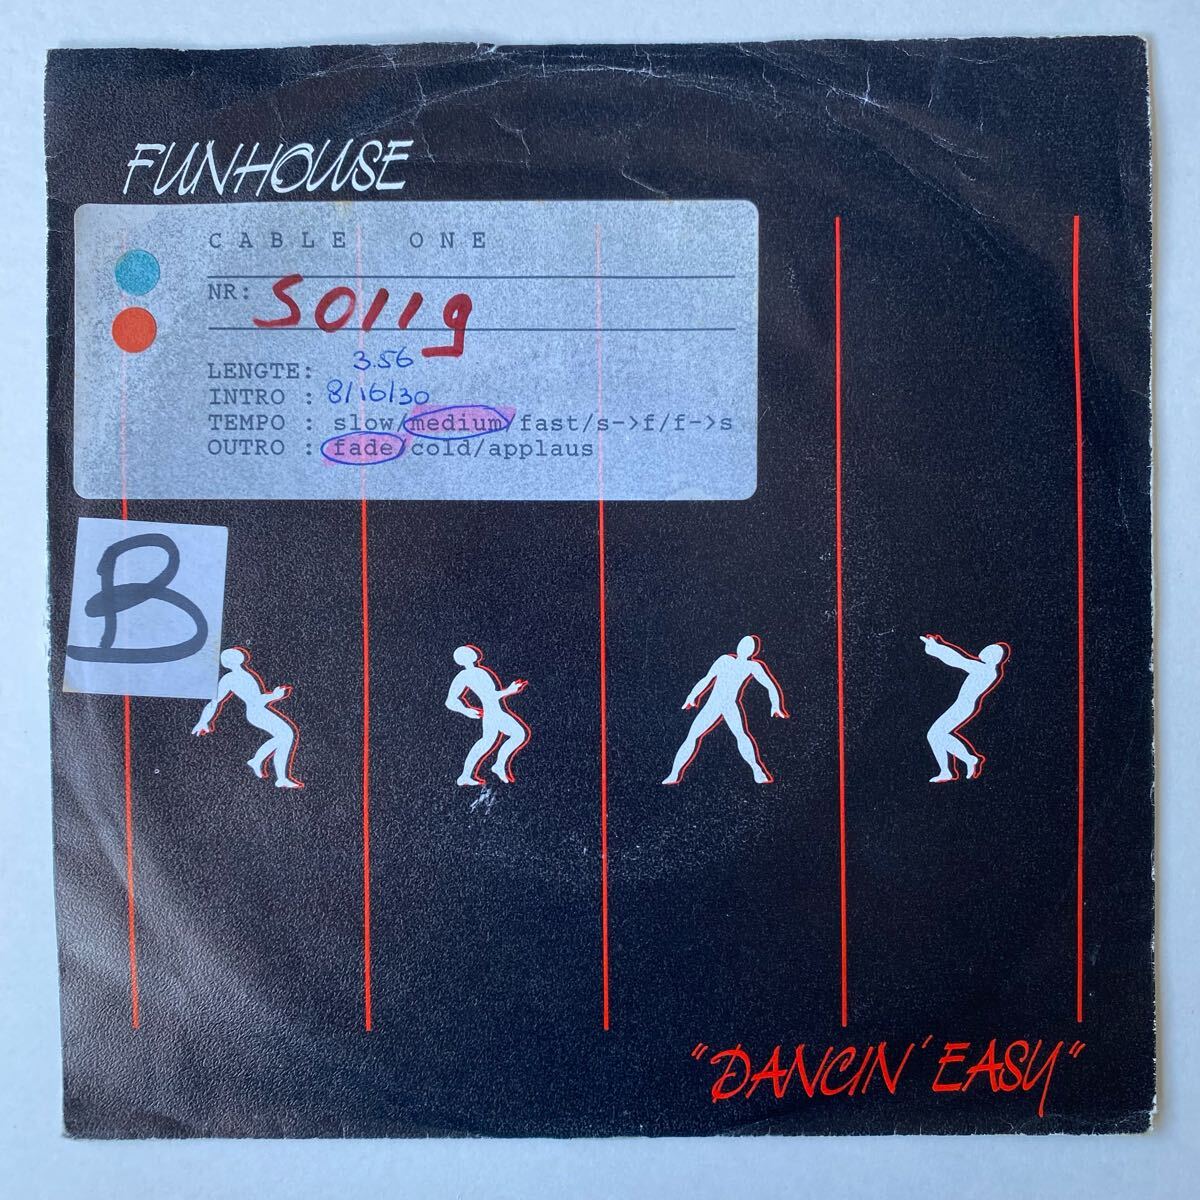 FUNHOUSE
CABLE ONE
NR: S0119
LENGTE: 3.56
INTRO : 8/16/30
TEMPO : slow/medium/fast/s->f/f->s
OUTRO : fade/cold/applaus
B
"DANCIN' EASY"